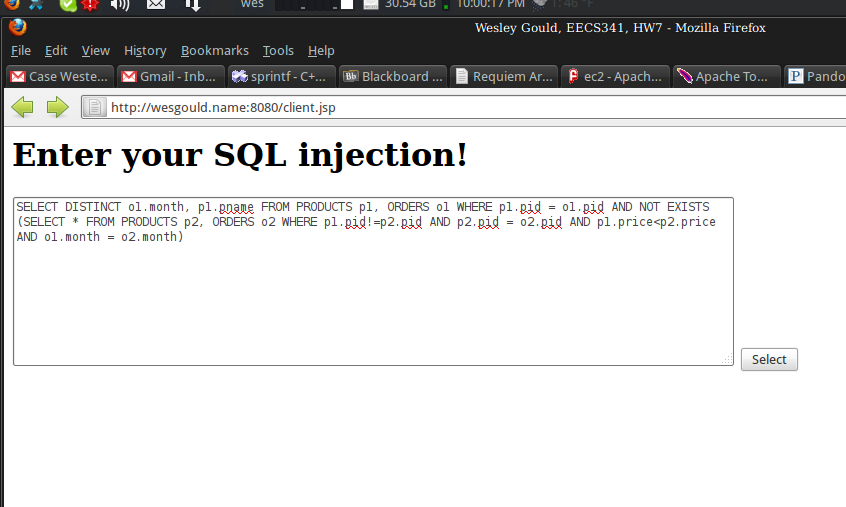 wes 30.54 GB 10:00:17 PM 46 °F
Wesley Gould, EECS341, HW7 - Mozilla Firefox
File Edit View History Bookmarks Tools Help
Case Weste... Gmail - Inb... sprintf - C+... Bb Blackboard ... Requiem Ar... ec2 - Apach... Apache To... P Pando
http://wesgould.name:8080/client.jsp
Enter your SQL injection!
SELECT DISTINCT o1.month, p1.pname FROM PRODUCTS p1, ORDERS o1 WHERE p1.pid = o1.pid AND NOT EXISTS
(SELECT * FROM PRODUCTS p2, ORDERS o2 WHERE p1.pid!=p2.pid AND p2.pid = o2.pid AND p1.price<p2.price
AND o1.month = o2.month)
Select